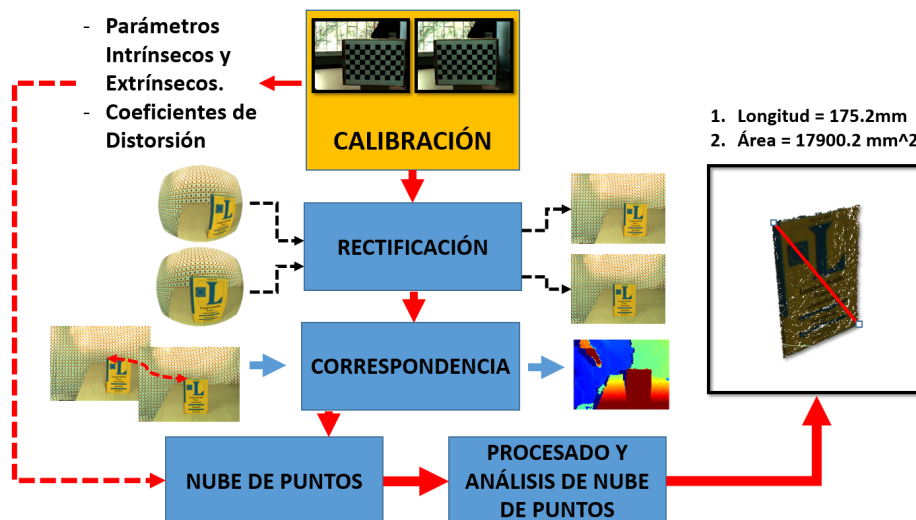 - Parámetros
Intrínsecos y
Extrínsecos.
- Coeficientes de
Distorsión
CALIBRACIÓN
1. Longitud = 175.2mm
2. Área = 17900.2 mm^2
RECTIFICACIÓN
CORRESPONDENCIA
NUBE DE PUNTOS
PROCESADO Y
ANÁLISIS DE NUBE
DE PUNTOS
L
L
L
L
L
L
L